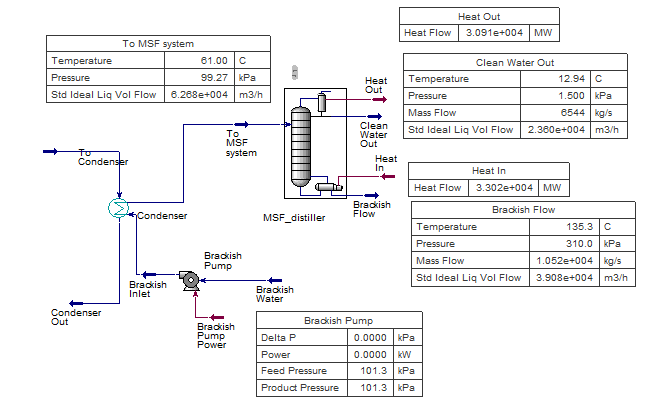 Heat Out
Heat Flow 3.091e+004 MW
To MSF system
Temperature 61.00 C
Pressure 99.27 kPa
Std Ideal Liq Vol Flow 6.268e+004 m3/h
Clean Water Out
Temperature 12.94 C
Pressure 1.500 kPa
Mass Flow 6544 kg/s
Std Ideal Liq Vol Flow 2.360e+004 m3/h
Heat
Out
Clean
Water
Out
To
MSF
system
Heat
In
To
Condenser
Heat In
Heat Flow 3.302e+004 MW
Brackish
Flow
MSF_distiller
Condenser
Brackish Flow
Temperature 135.3 C
Pressure 310.0 kPa
Mass Flow 1.052e+004 kg/s
Std Ideal Liq Vol Flow 3.908e+004 m3/h
Brackish
Pump
Brackish
Inlet
Brackish
Water
Condenser
Out
Brackish
Pump
Power
Brackish Pump
Delta P 0.0000 kPa
Power 0.0000 kW
Feed Pressure 101.3 kPa
Product Pressure 101.3 kPa